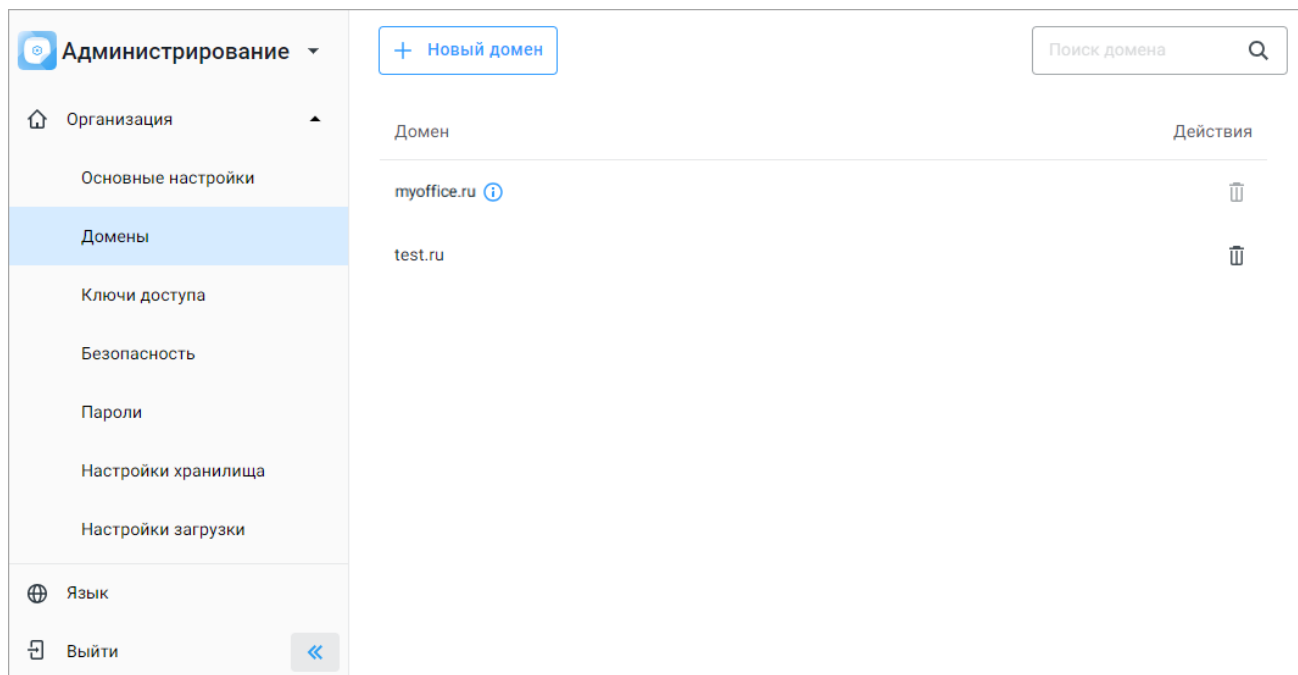 Администрирование
Организация
Основные настройки
Домены
Ключи доступа
Безопасность
Пароли
Настройки хранилища
Настройки загрузки
Язык
Выйти
+ Новый домен
Поиск домена
Домен Действия
myoffice.ru
test.ru